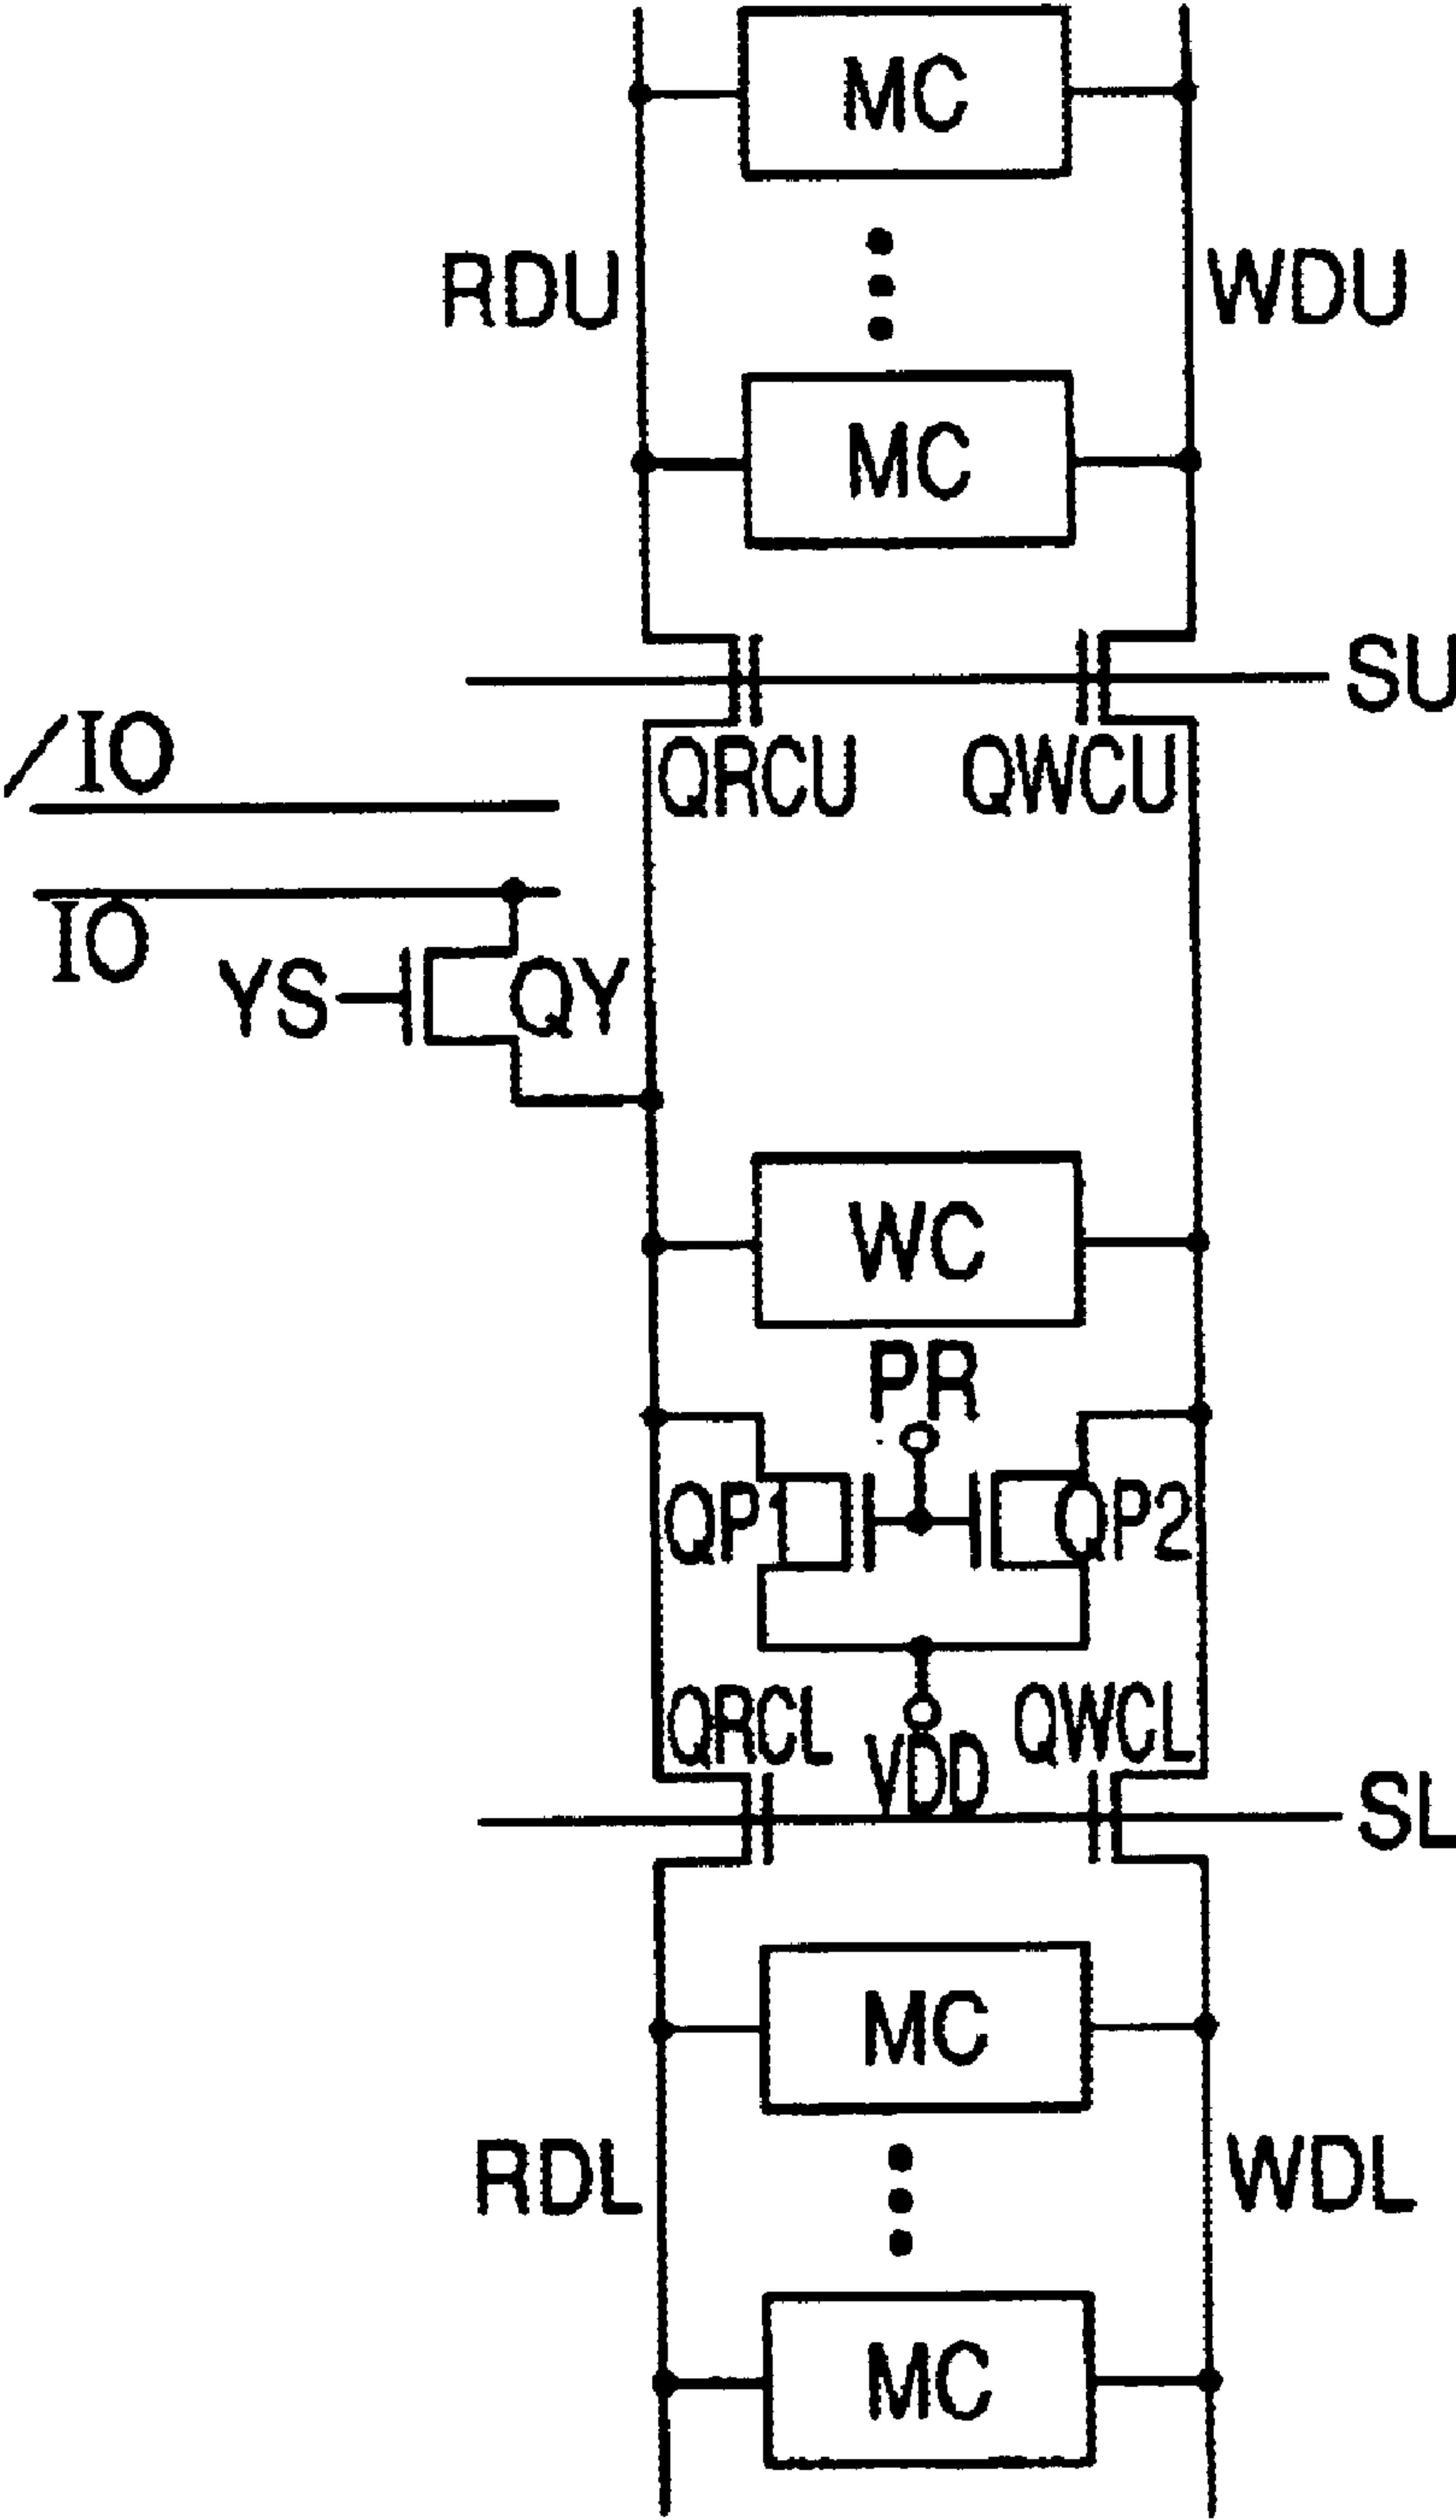 MC
RDU
WDU
MC
SU
/IO
QRCU
QWCU
IO
YS
QY
WC
PR
QP1
QP2
QRCL
VDD
QWCL
SL
MC
RDL
WDL
MC